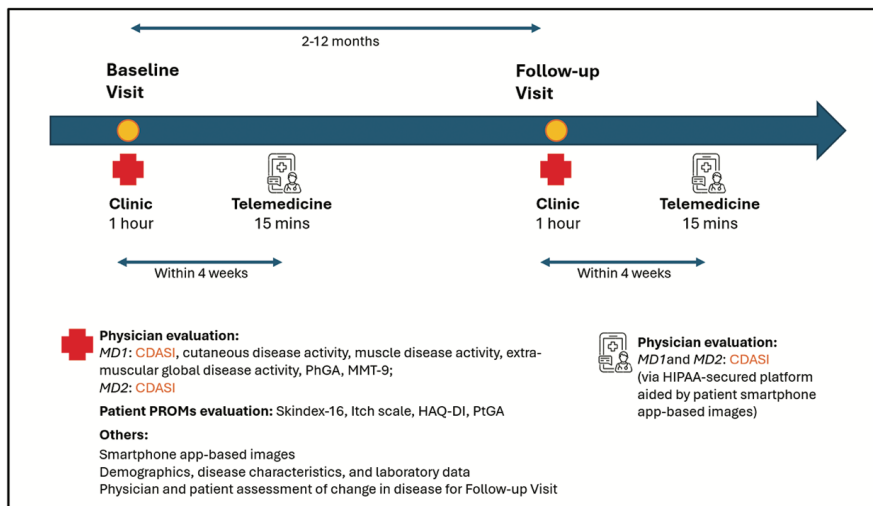 2-12 months
Baseline
Visit
Follow-up
Visit
Clinic
1 hour
Telemedicine
15 mins
Clinic
1 hour
Telemedicine
15 mins
Within 4 weeks
Within 4 weeks
Physician evaluation:
MD1: CDASI, cutaneous disease activity, muscle disease activity, extra-
muscular global disease activity, PhGA, MMT-9;
MD2: CDASI
Patient PROMs evaluation: Skindex-16, Itch scale, HAQ-DI, PtGA
Others:
Smartphone app-based images
Demographics, disease characteristics, and laboratory data
Physician and patient assessment of change in disease for Follow-up Visit
Physician evaluation:
MD1 and MD2: CDASI
(via HIPAA-secured platform
aided by patient smartphone
app-based images)